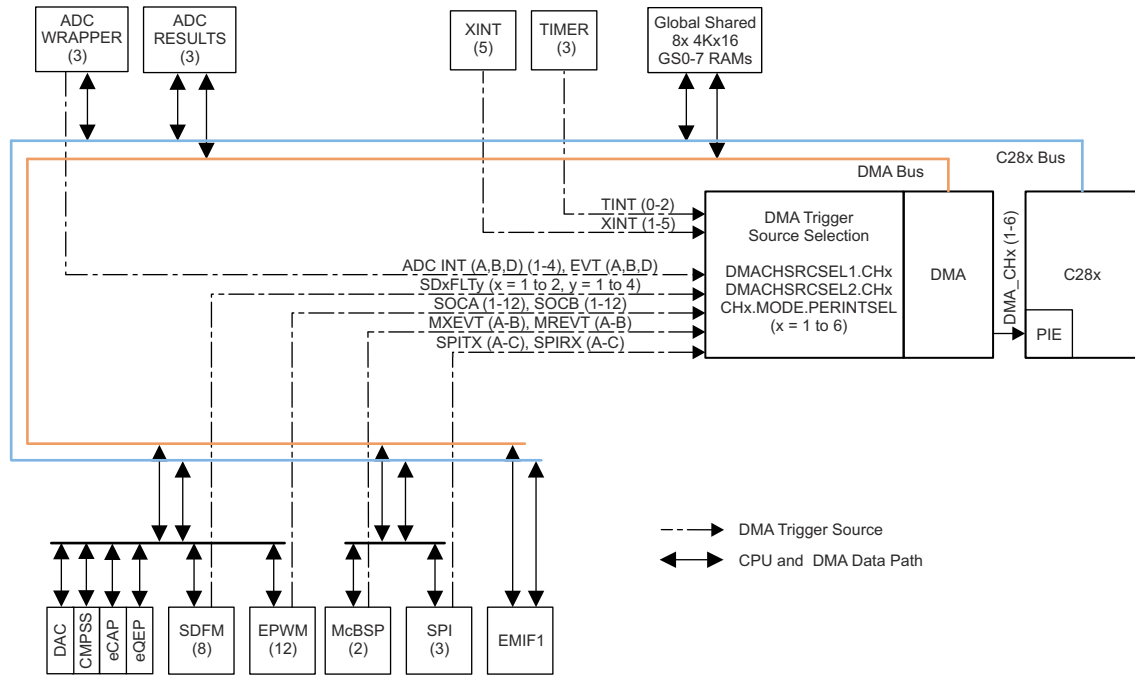 ADC
WRAPPER
(3)
ADC
RESULTS
(3)
XINT
(5)
TIMER
(3)
Global Shared
8x 4Kx16
GS0-7 RAMs
C28x Bus
DMA Bus
TINT (0-2)
XINT (1-5)
ADC INT (A,B,D) (1-4), EVT (A,B,D)
SDxFLTy (x = 1 to 2, y = 1 to 4)
SOCA (1-12), SOCB (1-12)
MXEVT (A-B), MREVT (A-B)
SPITX (A-C), SPIRX (A-C)
DMA Trigger
Source Selection
DMACHSRCSEL1.CHx
DMACHSRCSEL2.CHx
CHx.MODE.PERINTSEL
(x = 1 to 6)
DMA
DMA_CHx (1-6)
C28x
PIE
DMA Trigger Source
CPU and DMA Data Path
DAC
CMPSS
eCAP
eQEP
SDFM
(8)
EPWM
(12)
McBSP
(2)
SPI
(3)
EMIF1